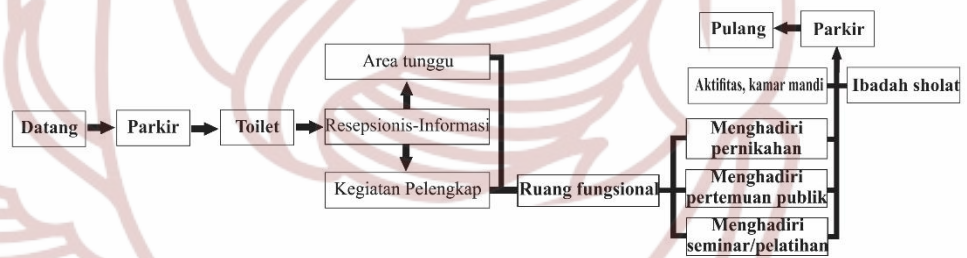 Datang
Parkir
Toilet
Area tunggu
Resepsionis-Informasi
Kegiatan Pelengkap
Ruang fungsional
Menghadiri
pernikahan
Menghadiri
pertemuan publik
Menghadiri
seminar/pelatihan
Aktifitas, kamar mandi
Ibadah sholat
Parkir
Pulang